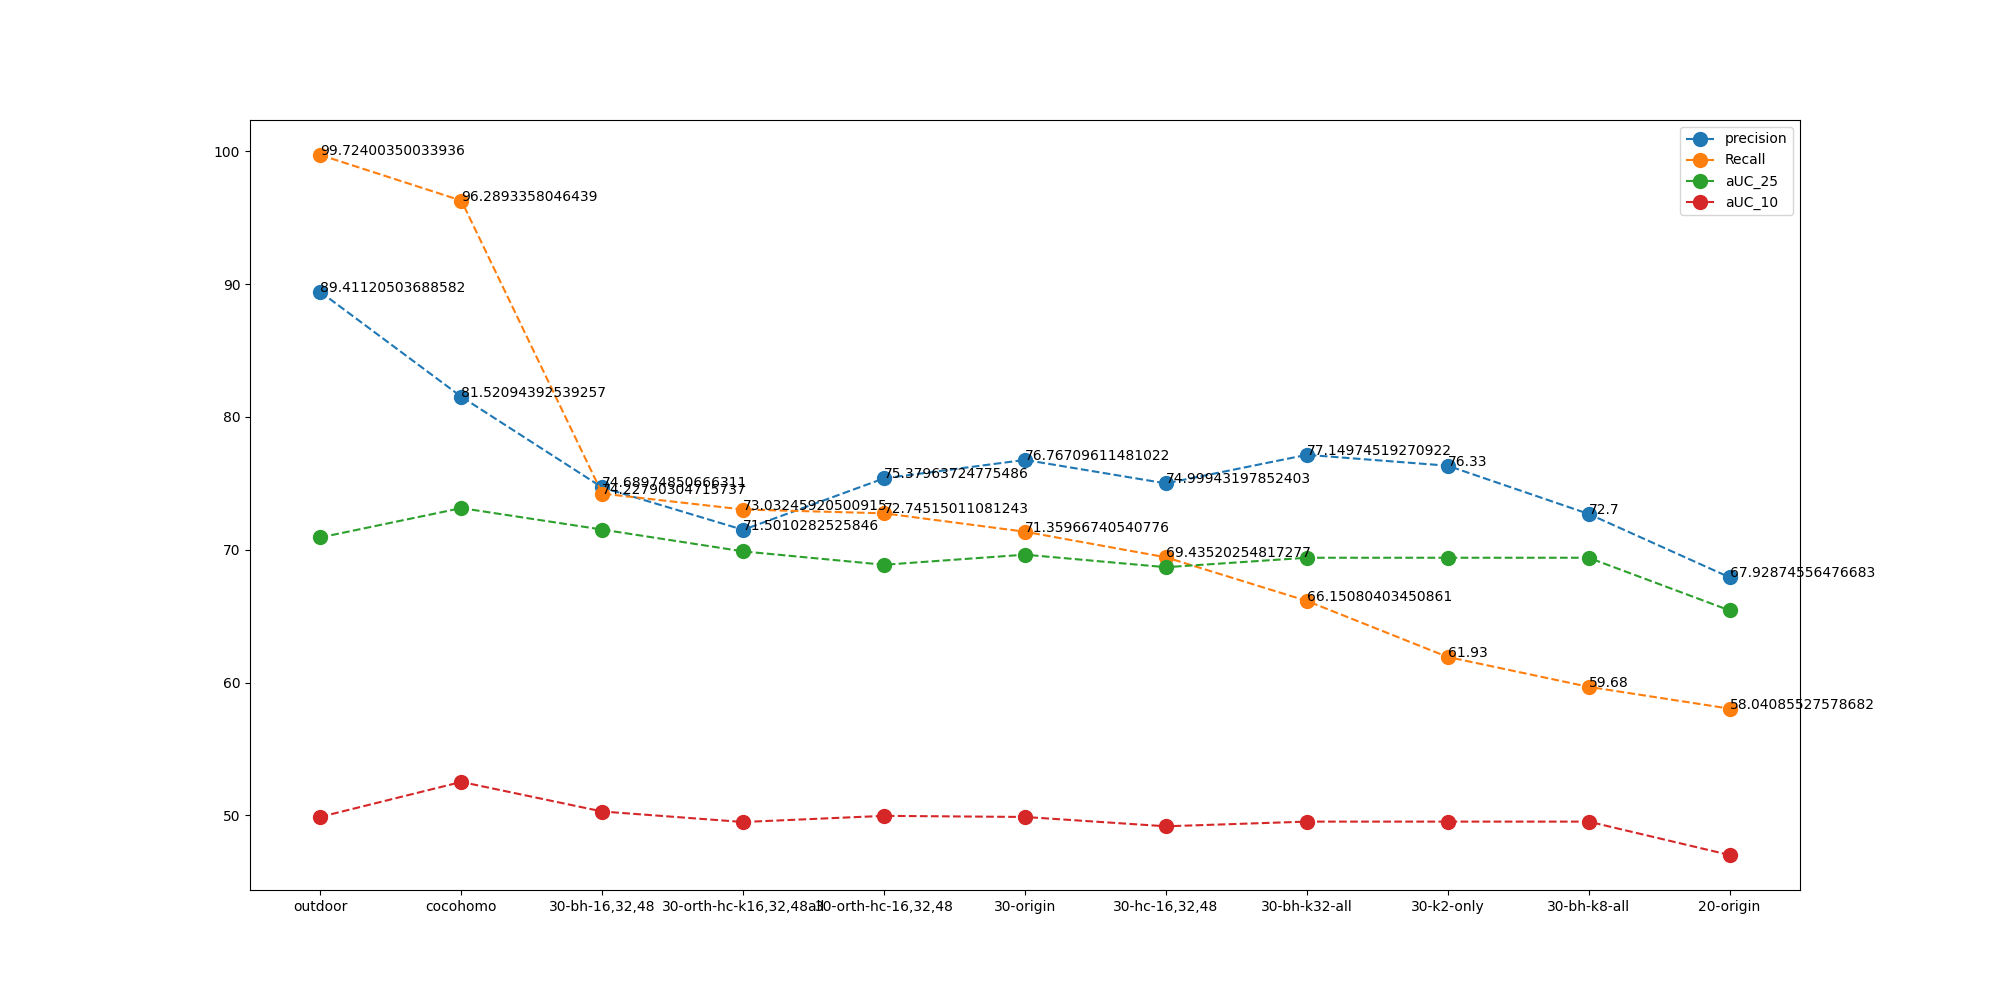 precision
Recall
aUC_25
aUC_10
100
90
80
70
60
50
99.72400350033936
96.2893358046439
89.41120503688582
81.52094392539257
74.68974850666311
74.22790304715737
73.03245920500915
71.5010282525846
75.37963724775486
72.74515011081243
76.76709611481022
71.35966740540776
74.99943197852403
69.43520254817277
77.14974519270922
66.15080403450861
76.33
61.93
72.7
59.68
67.92874556476683
58.04085527578682
outdoor
cocohomo
30-bh-16,32,48
30-orth-hc-k16,32,48all
30-orth-hc-16,32,48
30-origin
30-hc-16,32,48
30-bh-k32-all
30-k2-only
30-bh-k8-all
20-origin